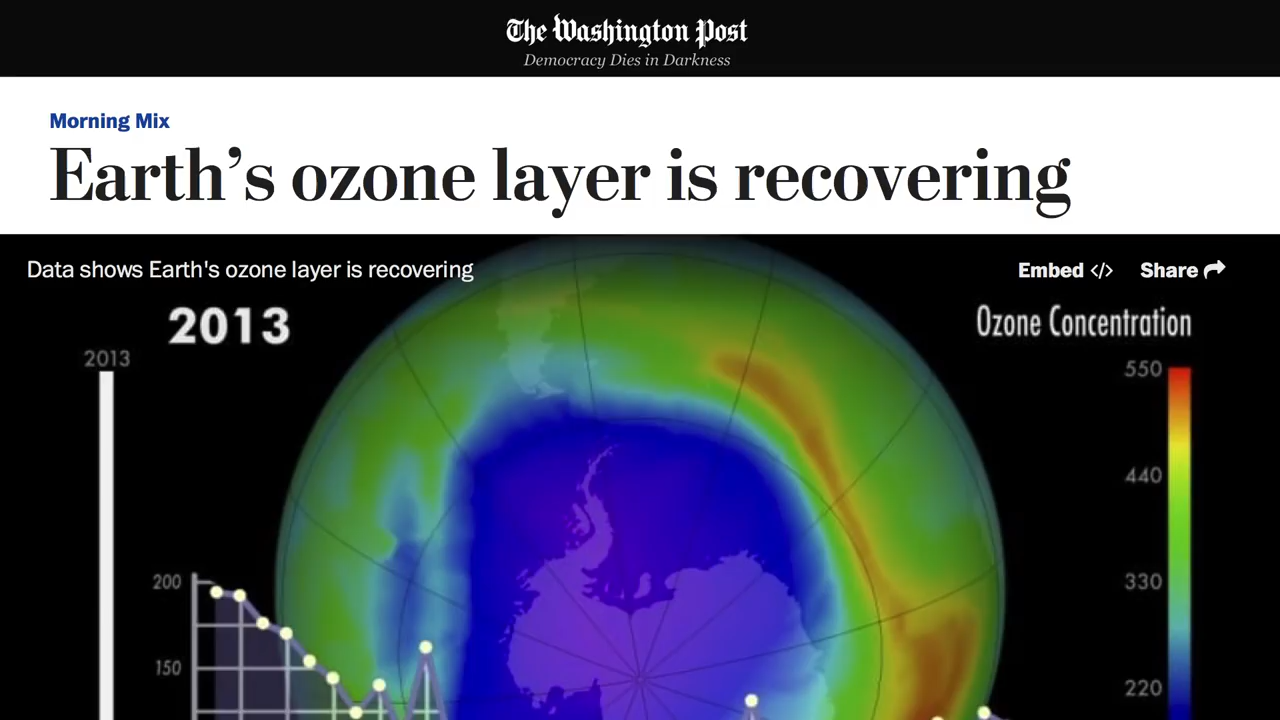 The Washington Post
Democracy Dies in Darkness
Morning Mix
Earth's ozone layer is recovering
Data shows Earth's ozone layer is recovering
Embed </>
Share
2013
Ozone Concentration
2013
550
440
330
220
200
150